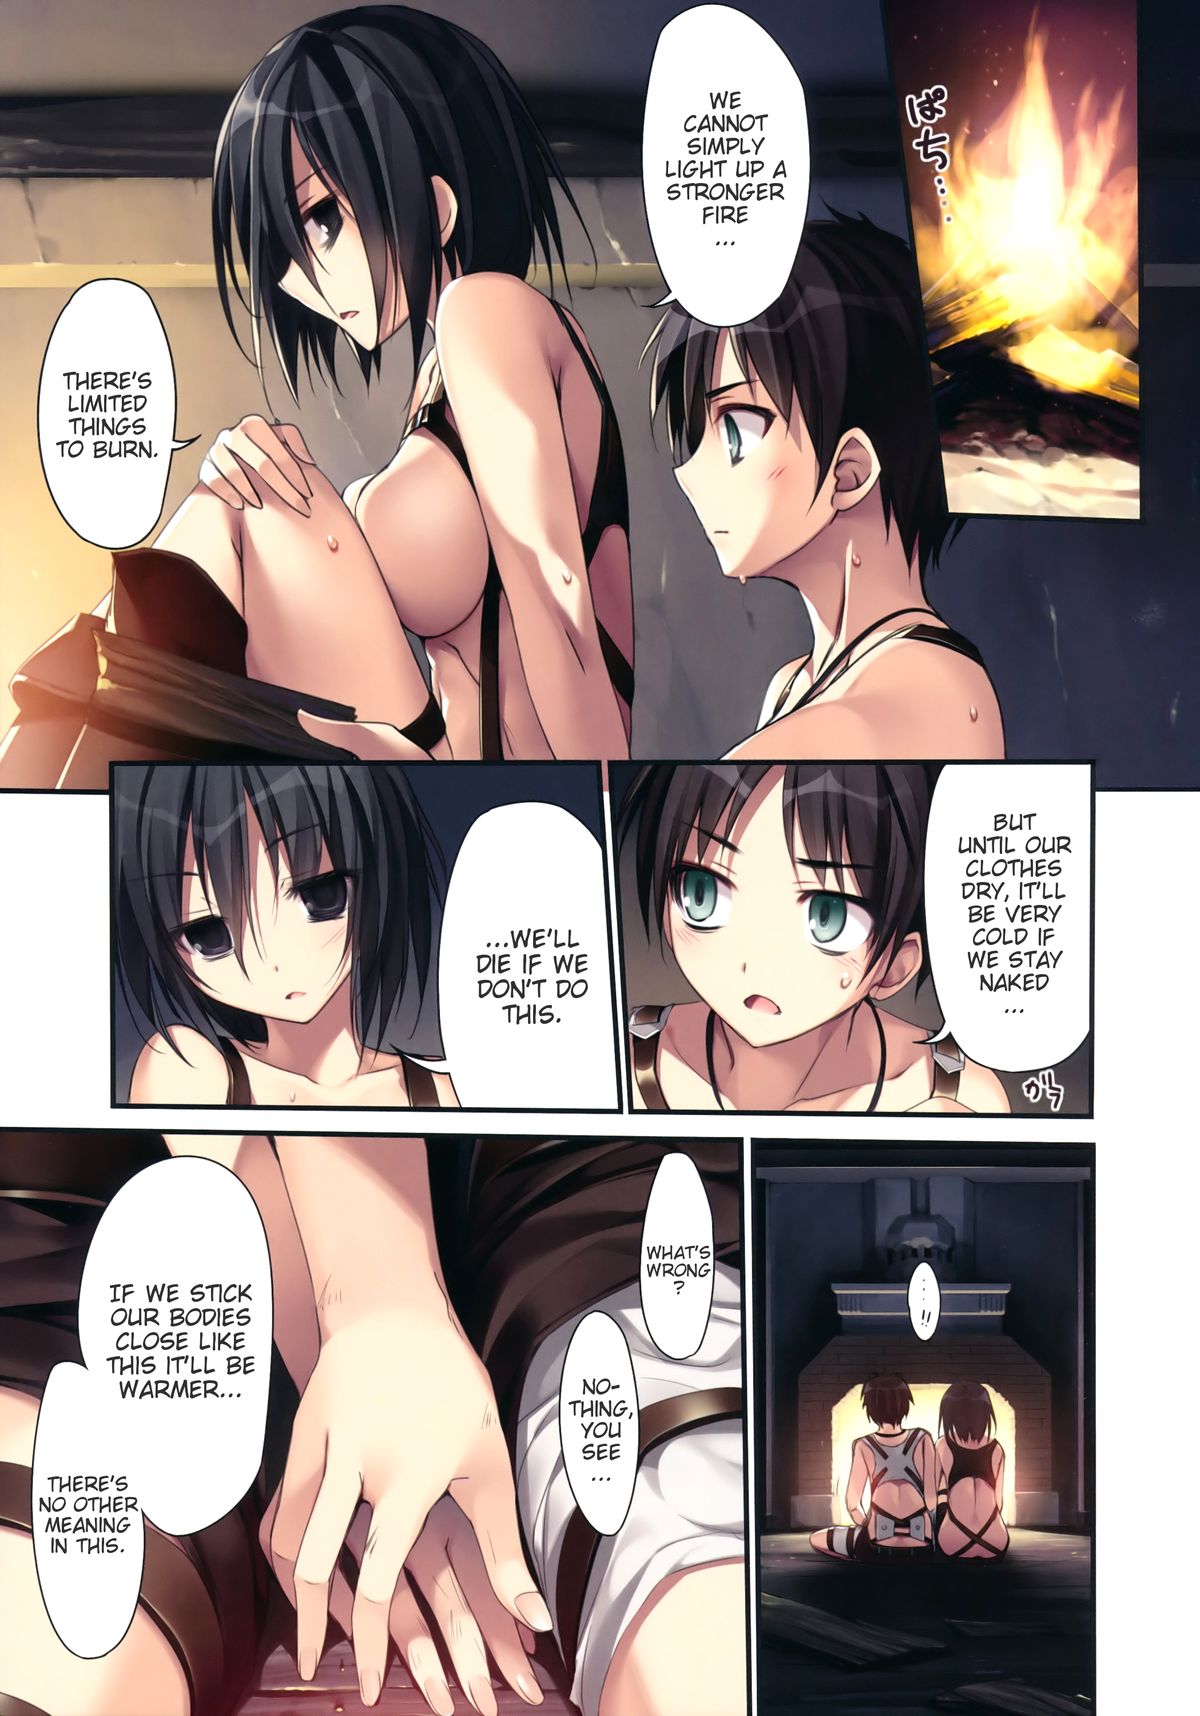 ぱち....
WE
CANNOT
SIMPLY
LIGHT UP A
STRONGER
FIRE
...
THERE'S
LIMITED
THINGS
TO BURN.
BUT
UNTIL OUR
CLOTHES
DRY, IT'LL
BE VERY
COLD IF
WE STAY
NAKED
...
...WE'LL
DIE IF WE
DON'T DO
THIS.
.....!!
WHAT'S
WRONG
?
NO-
THING,
YOU
SEE
...
IF WE STICK
OUR BODIES
CLOSE LIKE
THIS IT'LL BE
WARMER...
THERE'S
NO OTHER
MEANING
IN THIS.